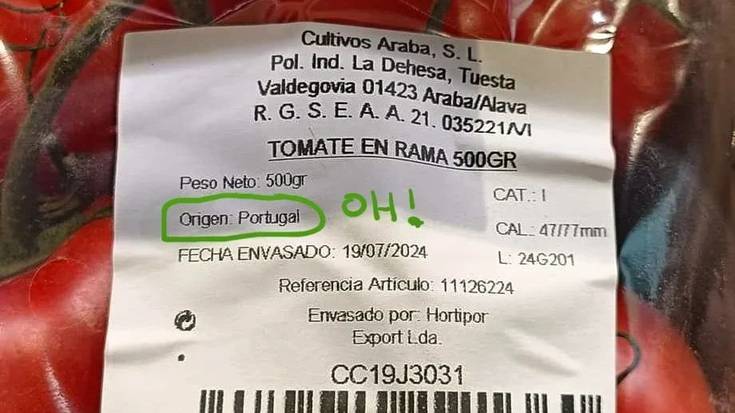 Cultivos Araba, S. L.
Pol. Ind. La Dehesa, Tuesta
Valdegovia 01423 Araba/Alava
R. G. S. E. A. A. 21. 035221/VI
TOMATE EN RAMA 500GR
Peso Neto: 500gr
CAT.: I
Origen: Portugal OH!
CAL.: 47/77mm
FECHA ENVASADO: 19/07/2024
L: 24G201
Referencia Artículo: 11126224
Envasado por: Hortipor
Export Lda.
CC19J3031